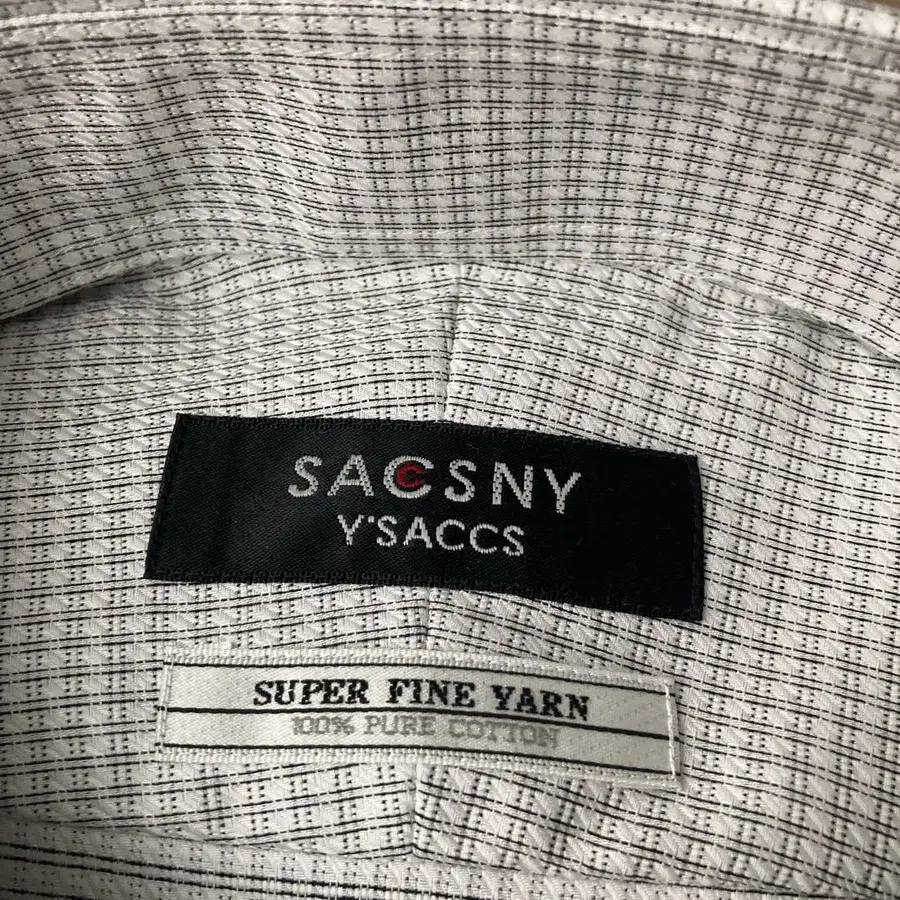 SACSNY
Y'SACCS
SUPER FINE YARN
100% PURE COTTON